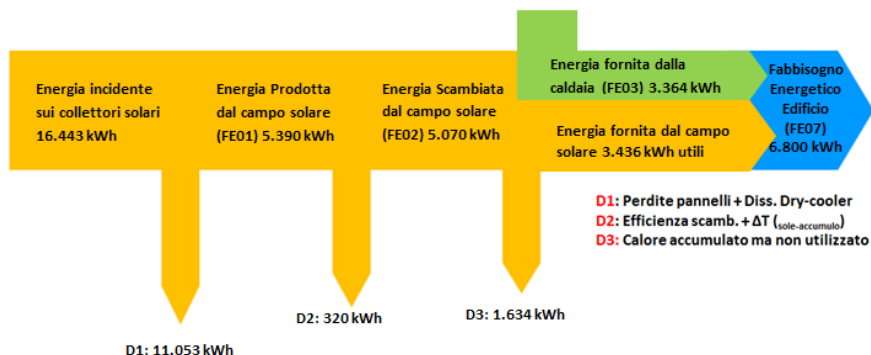 Energia incidente
sui collettori solari
16.443 kWh
Energia Prodotta
dal campo solare
(FE01) 5.390 kWh
Energia Scambiata
dal campo solare
(FE02) 5.070 kWh
Energia fornita dalla
caldaia (FE03) 3.364 kWh
Energia fornita dal campo
solare 3.436 kWh utili
Fabbisogno
Energetico
Edificio
(FE07)
6.800 kWh
D1: Perdite pannelli + Diss. Dry-cooler
D2: Efficienza scamb. + ΔT (sole-accumulo)
D3: Calore accumulato ma non utilizzato
D3: 1.634 kWh
D2: 320 kWh
D1: 11.053 kWh